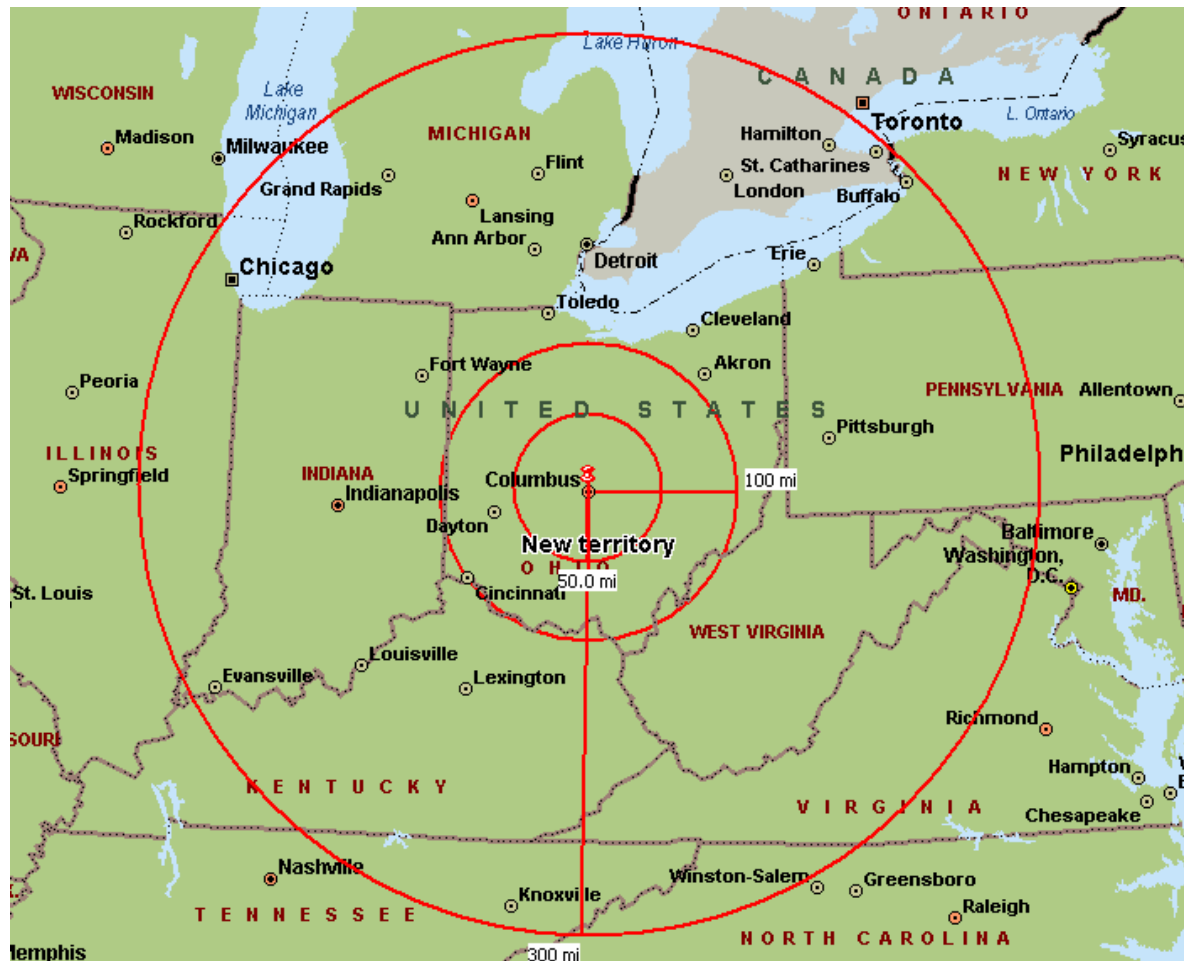 ONTARIO
Lake Huron
CANADA
Lake
Michigan
WISCONSIN
MICHIGAN
Toronto
L. Ontario
Madison
Milwaukee
Flint
Hamilton
St. Catharines
Syracus
NEW YORK
Grand Rapids
London
Buffalo
Lansing
Rockford
Ann Arbor
Detroit
Erie
VA
Chicago
Toledo
Cleveland
Fort Wayne
Akron
Peoria
PENNSYLVANIA
Allentown
UNITED STATES
Pittsburgh
ILLINOIS
Philadelph
Springfield
INDIANA
Columbus
100 mi
Indianapolis
Dayton
Baltimore
New territory
Washington,
D.C.
OHIO
50.0 mi
St. Louis
Cincinnati
MD.
WEST VIRGINIA
Louisville
Evansville
Lexington
Richmond
SOURI
Hampton
KENTUCKY
VIRGINIA
Chesapeake
Nashville
Winston-Salem
Greensboro
Knoxville
TENNESSEE
Raleigh
NORTH CAROLINA
Memphis
300 mi